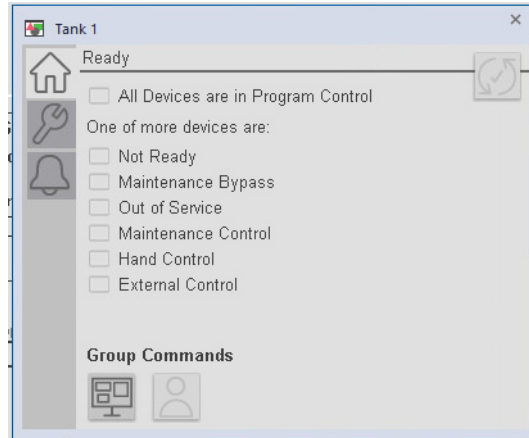 Tank 1
Ready
All Devices are in Program Control
One of more devices are:
Not Ready
Maintenance Bypass
Out of Service
Maintenance Control
Hand Control
External Control
Group Commands